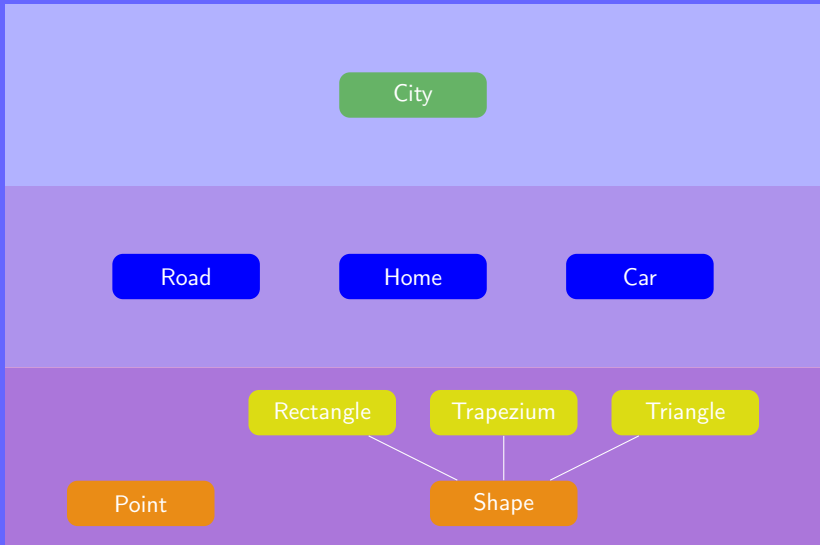 City
Road
Home
Car
Rectangle
Trapezium
Triangle
Point
Shape